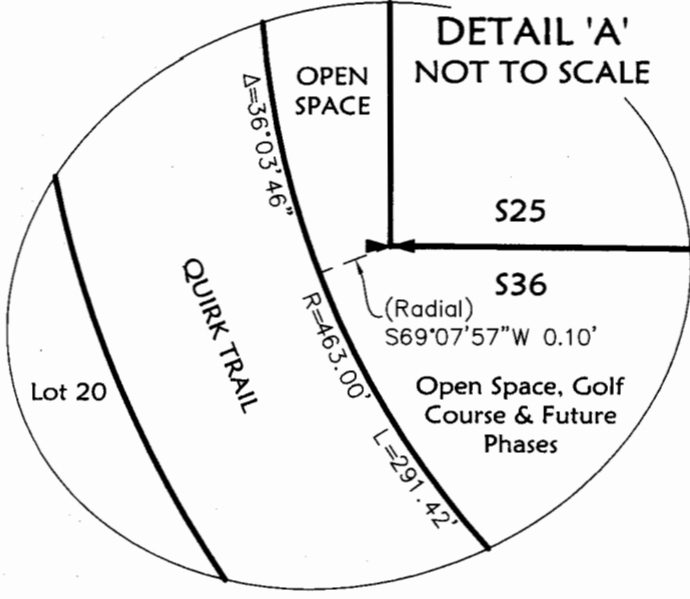 DETAIL 'A'
NOT TO SCALE
OPEN
SPACE
Δ=36°03'46"
S25
S36
QUIRK TRAIL
(Radial)
S69°07'57"W 0.10'
R=463.00'
Lot 20
Open Space, Golf
Course & Future
Phases
L=291.42'